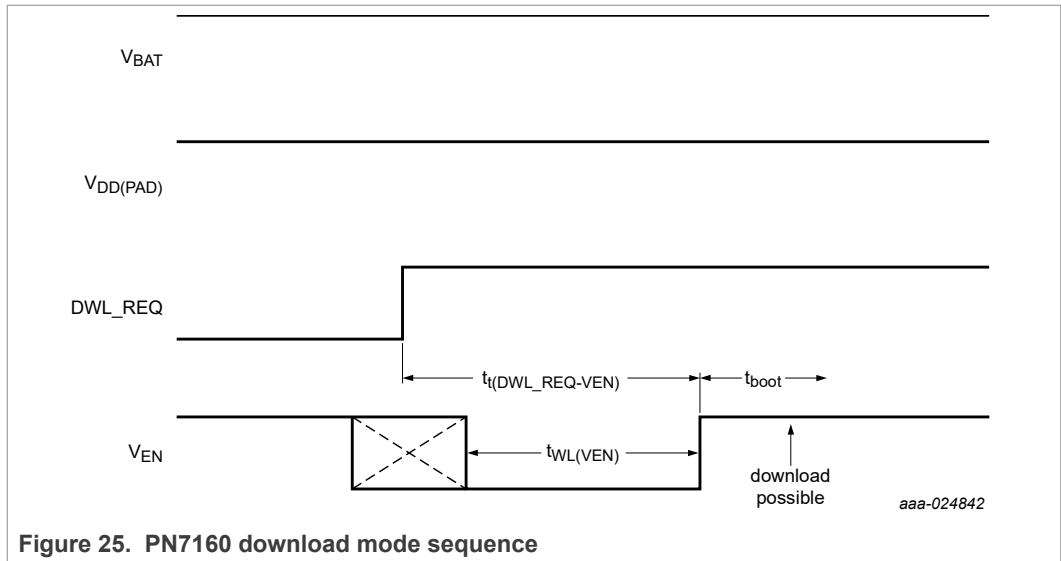 VBAT
VDD(PAD)
DWL_REQ
tt(DWL_REQ-VEN)
tboot
VEN
tWL(VEN)
download
possible
aaa-024842
Figure 25. PN7160 download mode sequence